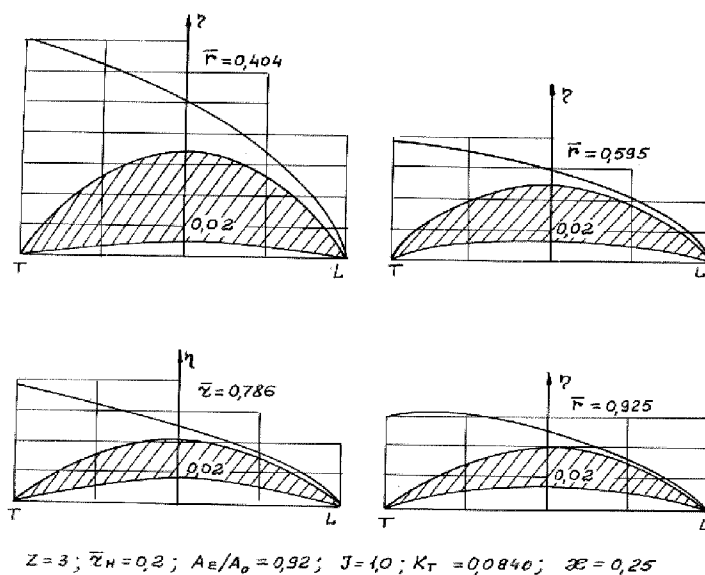 η
r̄=0,404
0,02
T
L
η
r̄=0,595
0,02
T
L
η
r̄=0,786
0,02
T
L
η
r̄=0,925
0,02
T
L
Z=3; r̄н=0,2; AE/A₀=0,92; J=1,0; KT=0,0840; æ=0,25